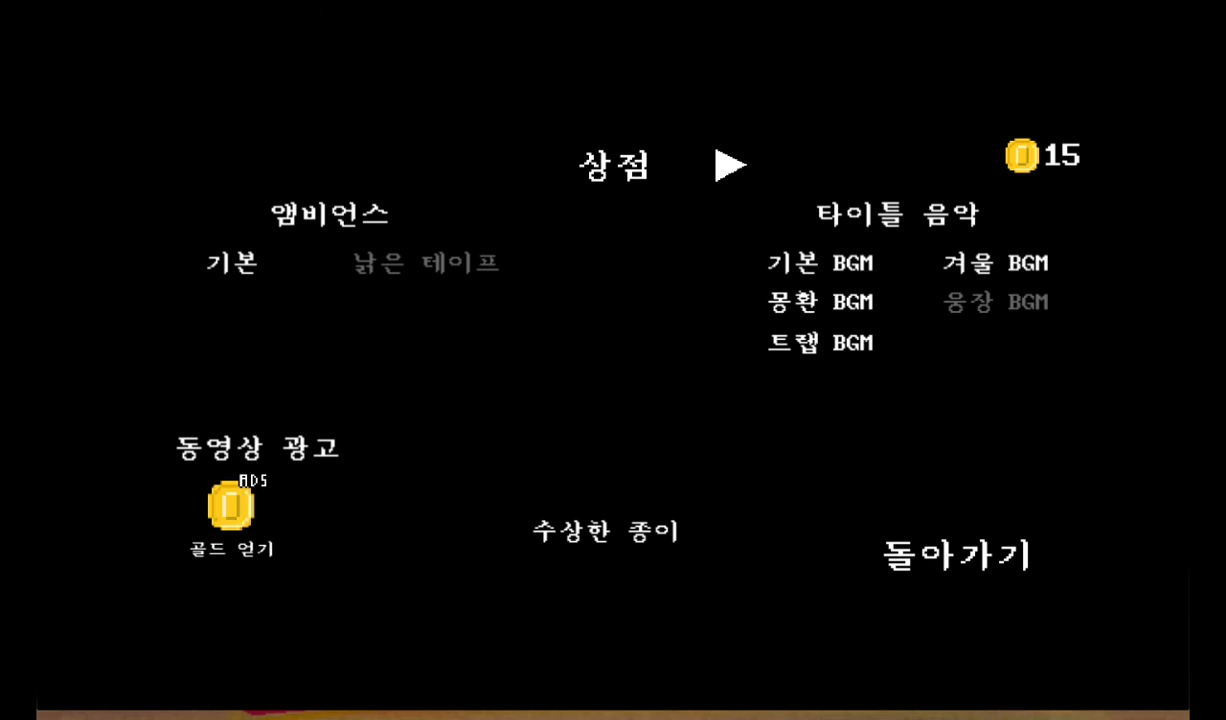 상점 ▶ 15
앰비언스
기본 낡은 테이프
타이틀 음악
기본 BGM 겨울 BGM
몽환 BGM 웅장 BGM
트랩 BGM
동영상 광고
ADS
골드 얻기
수상한 종이
돌아가기